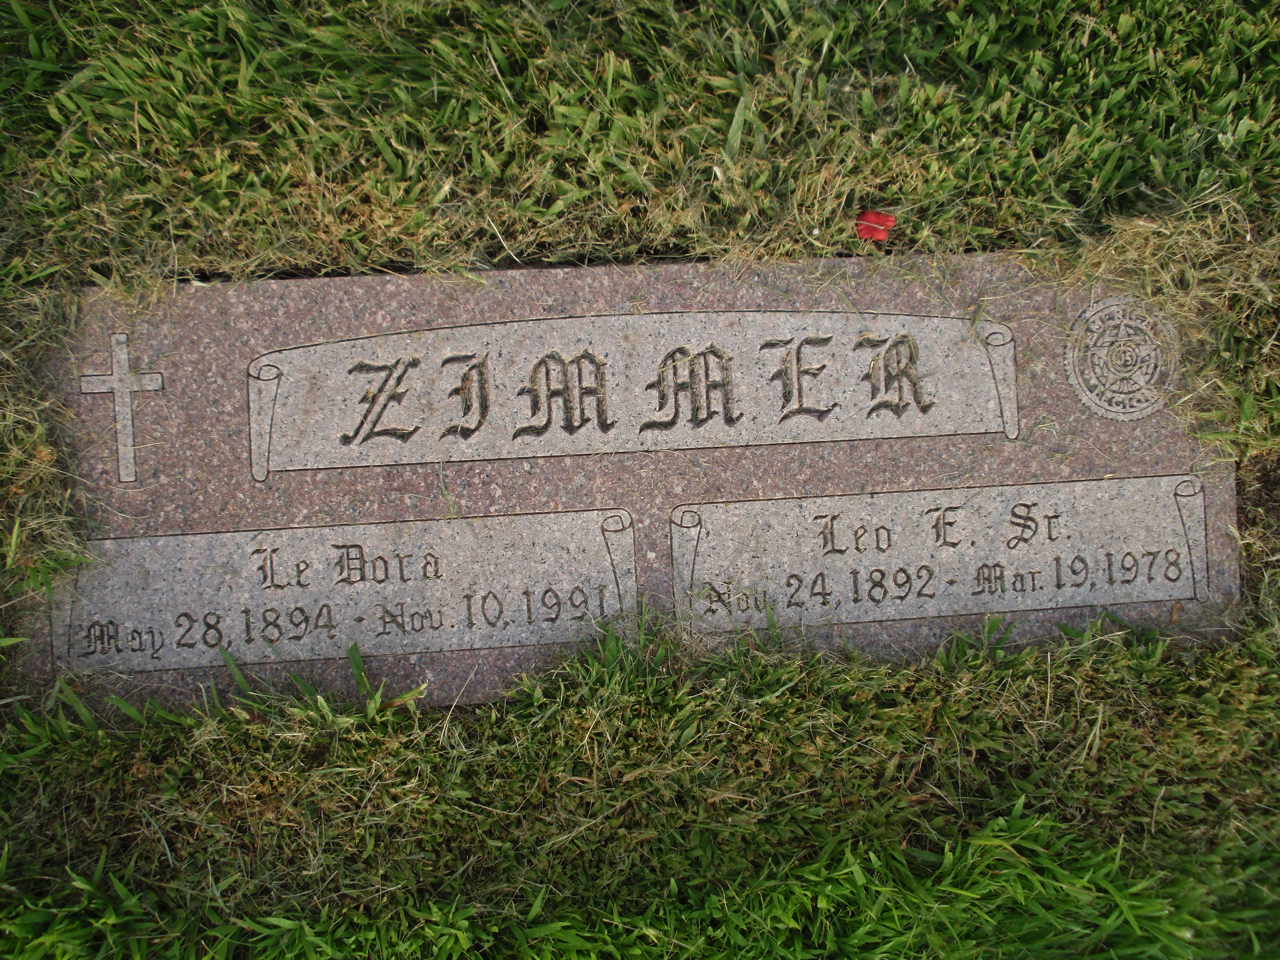 ZIMMER
Le Dora
May 28, 1894 - Nov. 10, 1991
Leo E. Sr.
Nov. 24, 1892 - Mar. 19, 1978